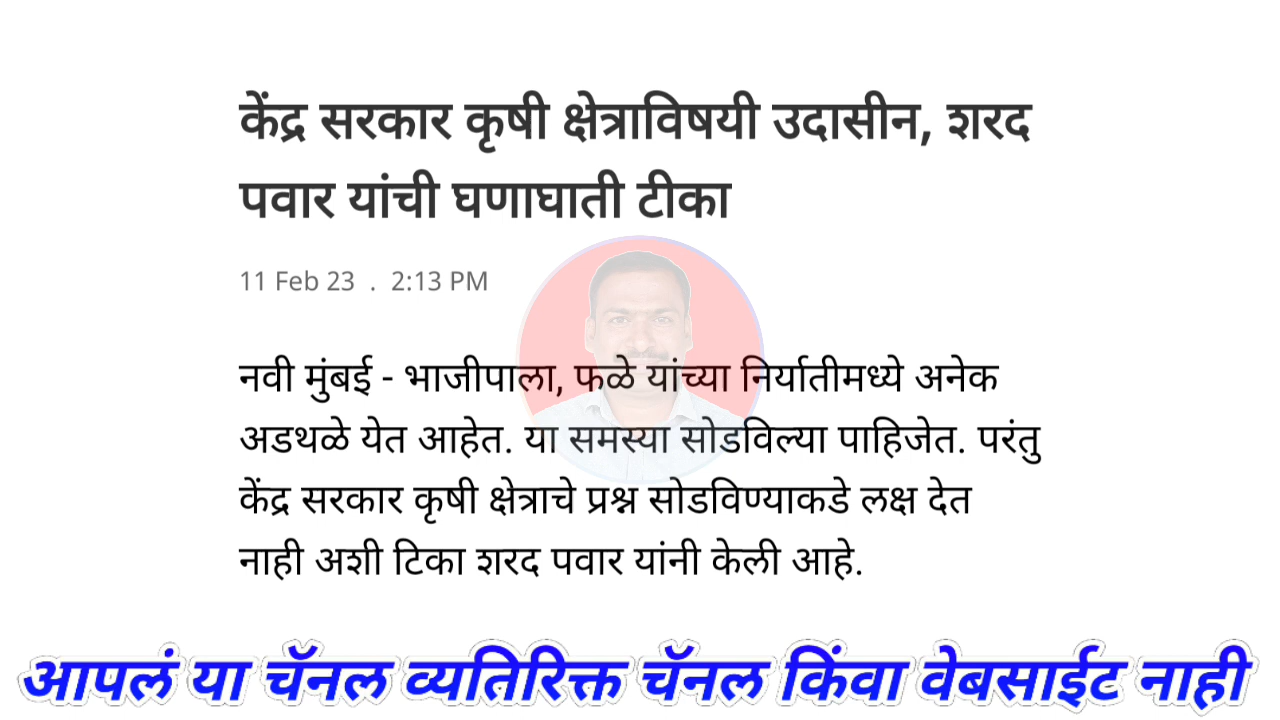 केंद्र सरकार कृषी क्षेत्राविषयी उदासीन, शरद
पवार यांची घणाघाती टीका
11 Feb 23 . 2:13 PM
नवी मुंबई - भाजीपाला, फळे यांच्या निर्यातीमध्ये अनेक
अडथळे येत आहेत. या समस्या सोडविल्या पाहिजेत. परंतु
केंद्र सरकार कृषी क्षेत्राचे प्रश्न सोडविण्याकडे लक्ष देत
नाही अशी टिका शरद पवार यांनी केली आहे.
आपलं या चॅनल व्यतिरिक्त चॅनल किंवा वेबसाईट नाही